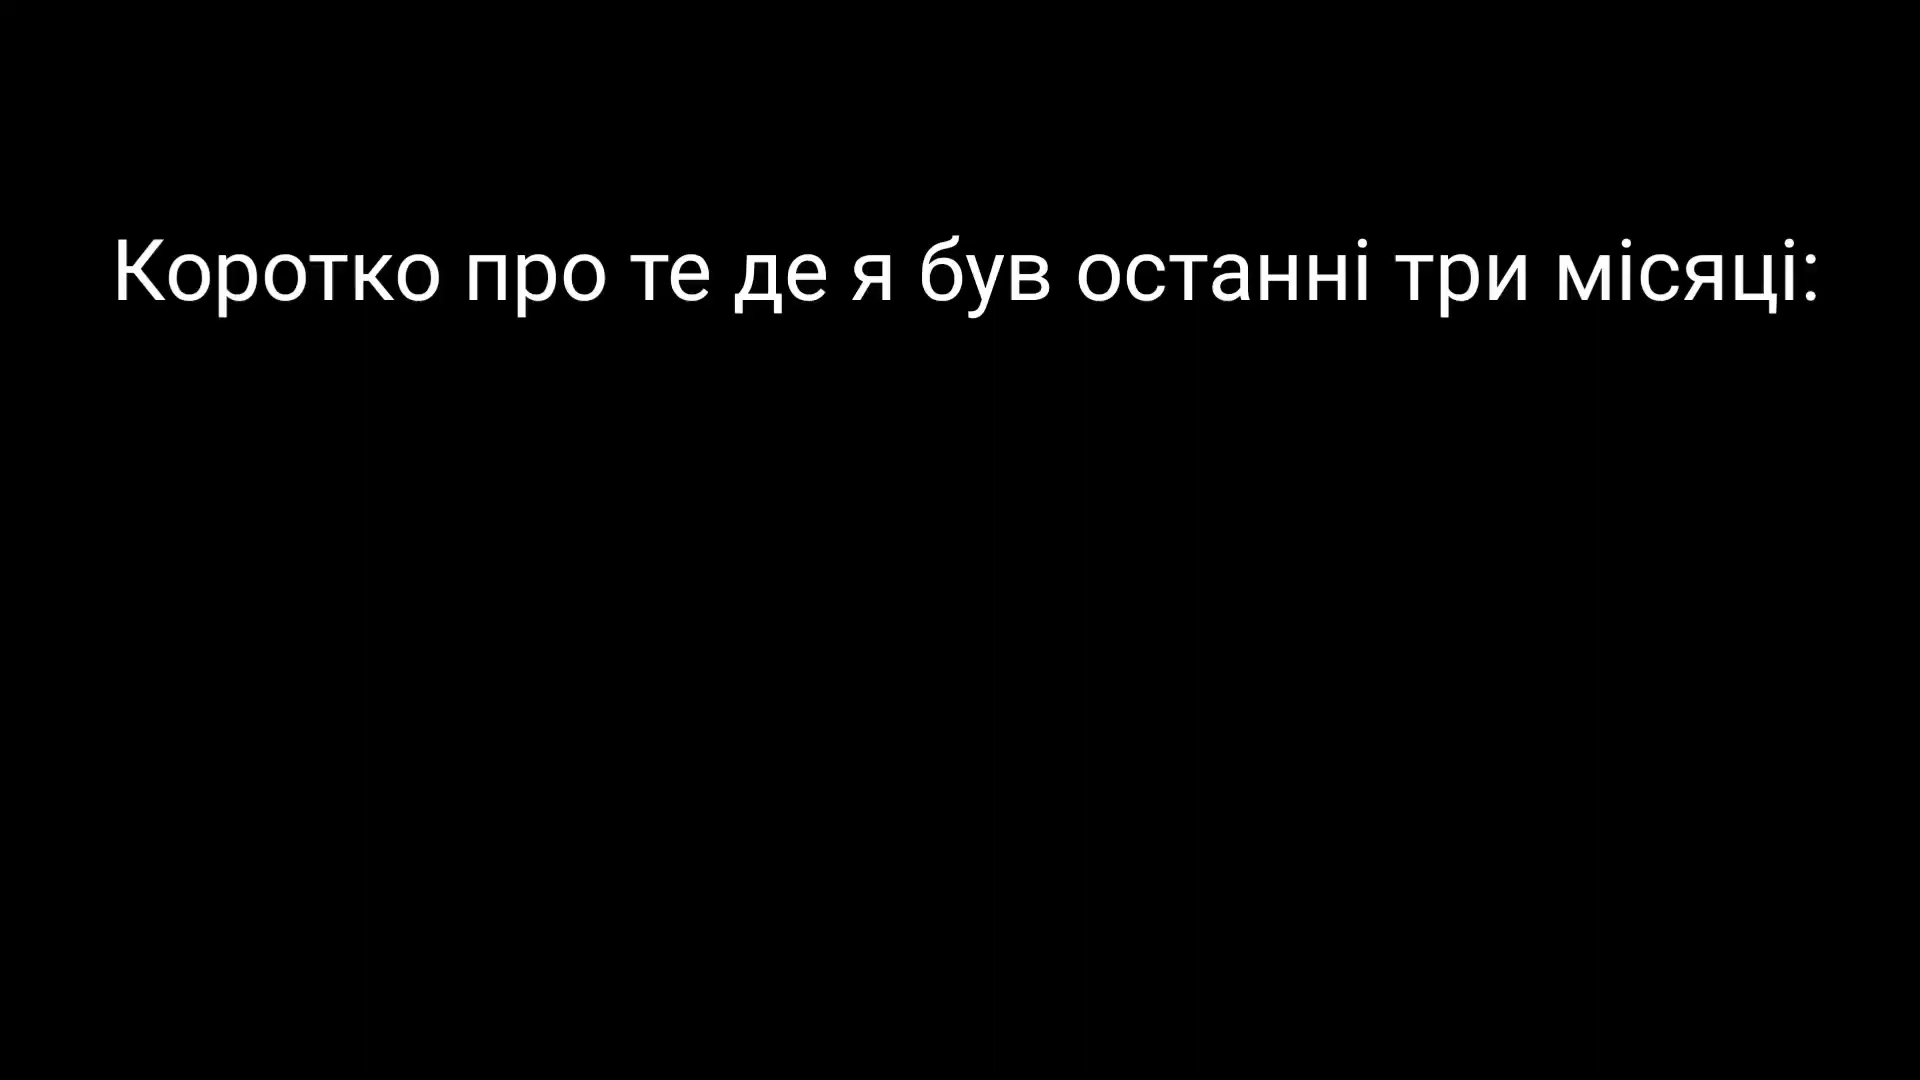 Коротко про те де я був останні три місяці: